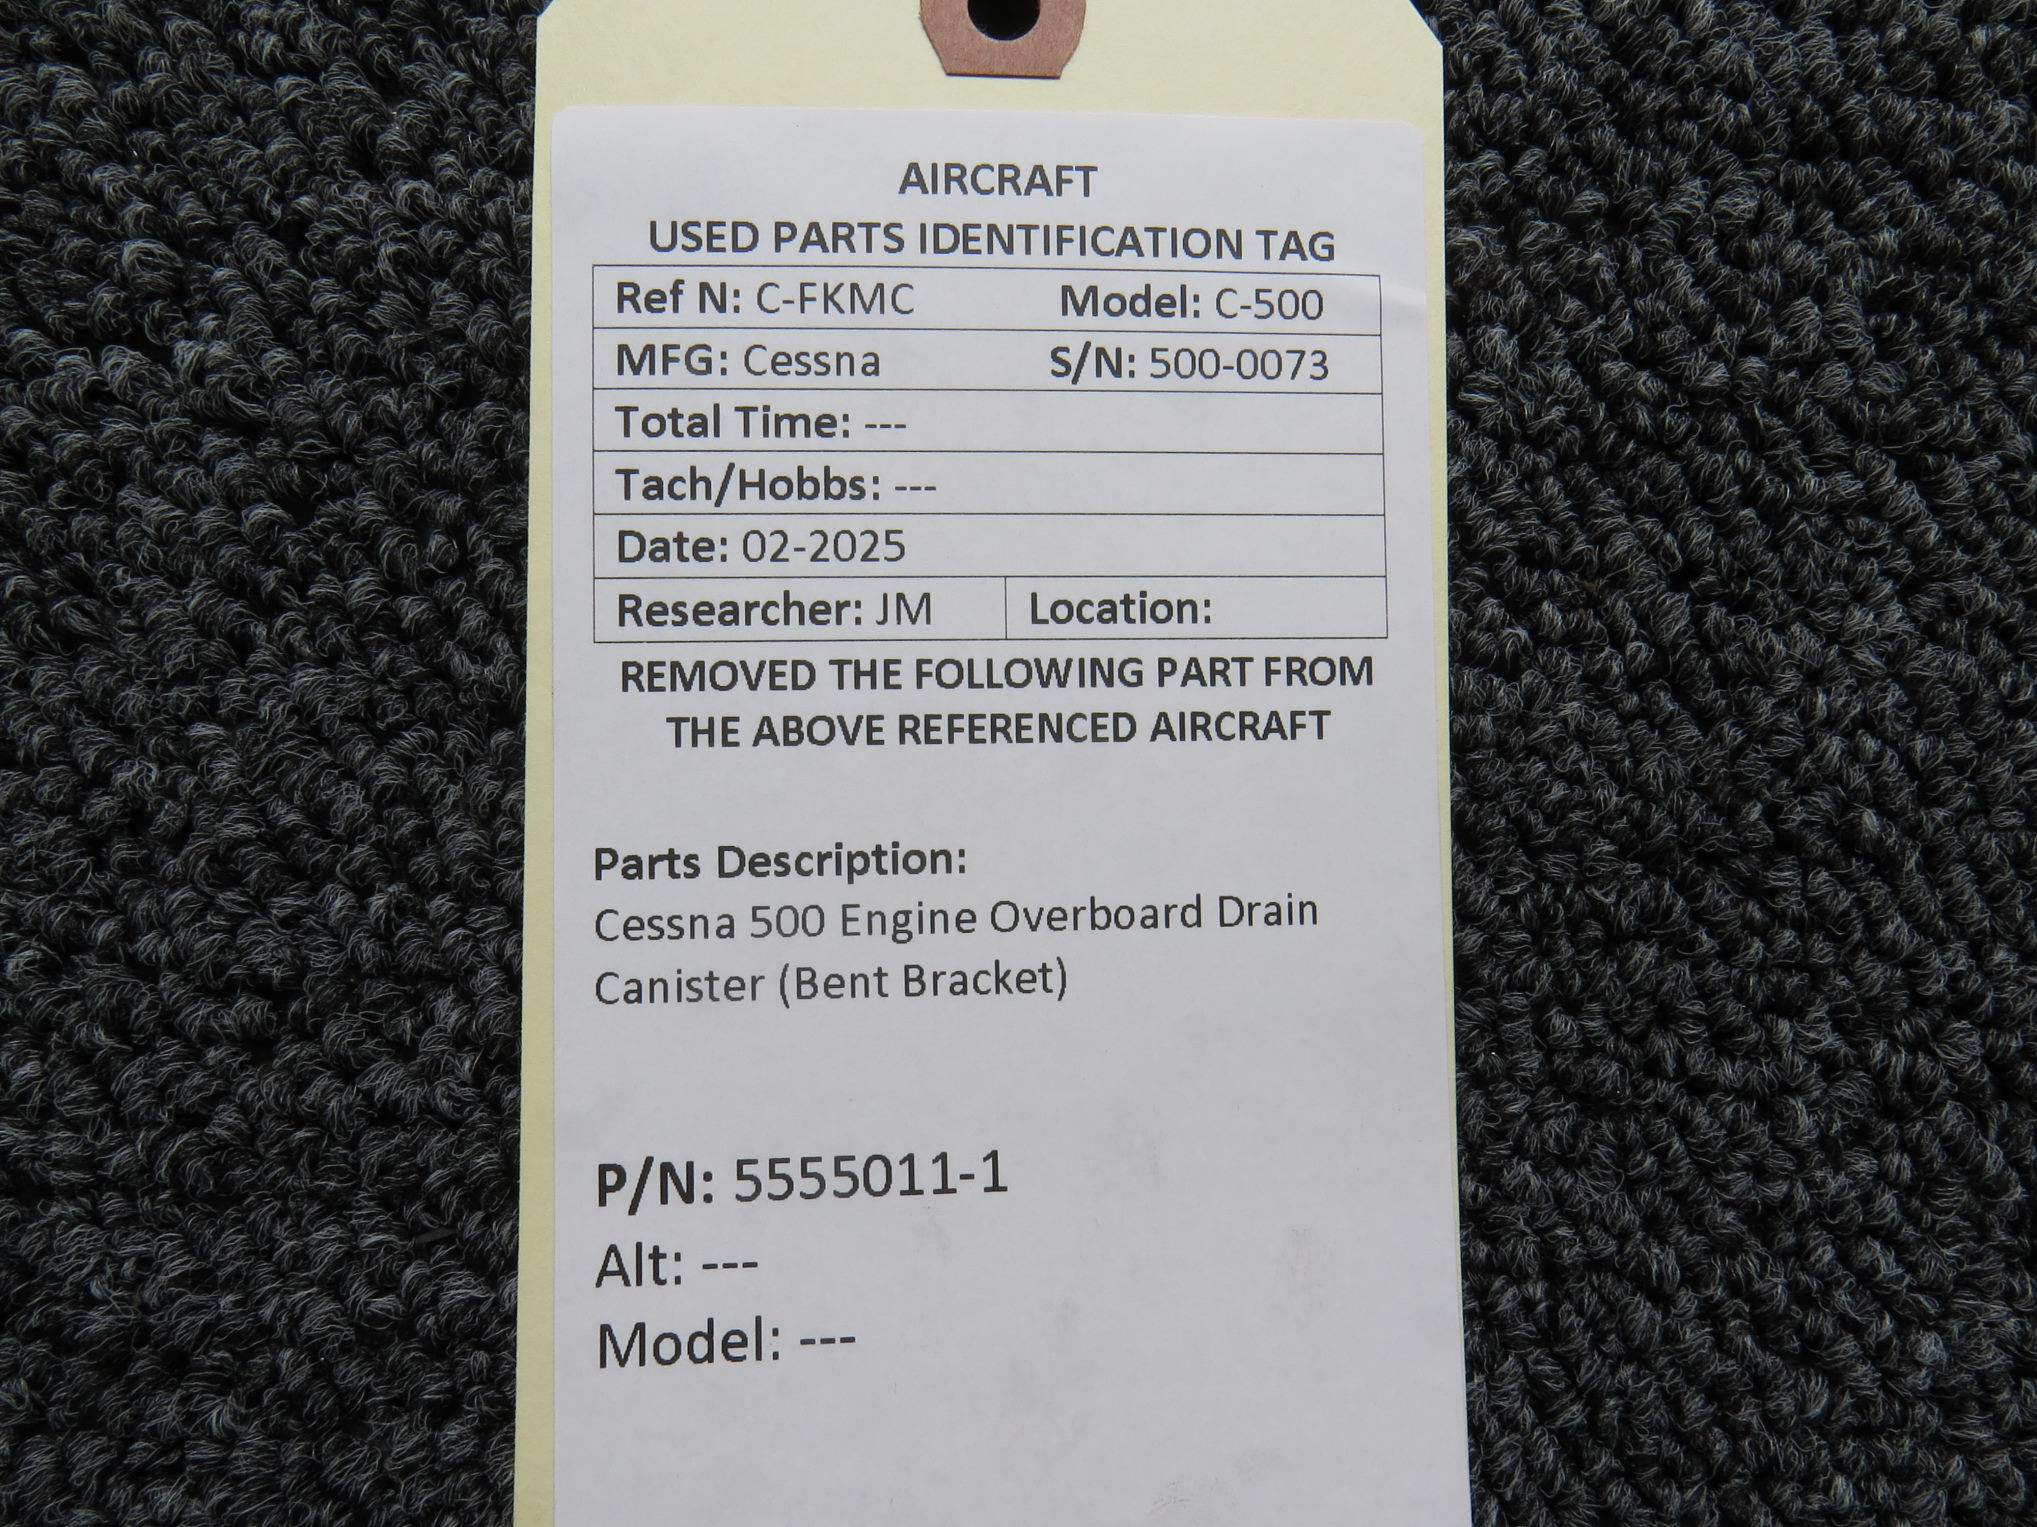 AIRCRAFT
USED PARTS IDENTIFICATION TAG
Ref N: C-FKMC Model: C-500
MFG: Cessna S/N: 500-0073
Total Time: ---
Tach/Hobbs: ---
Date: 02-2025
Researcher: JM Location:
REMOVED THE FOLLOWING PART FROM
THE ABOVE REFERENCED AIRCRAFT
Parts Description:
Cessna 500 Engine Overboard Drain
Canister (Bent Bracket)
P/N: 5555011-1
Alt: ---
Model: ---